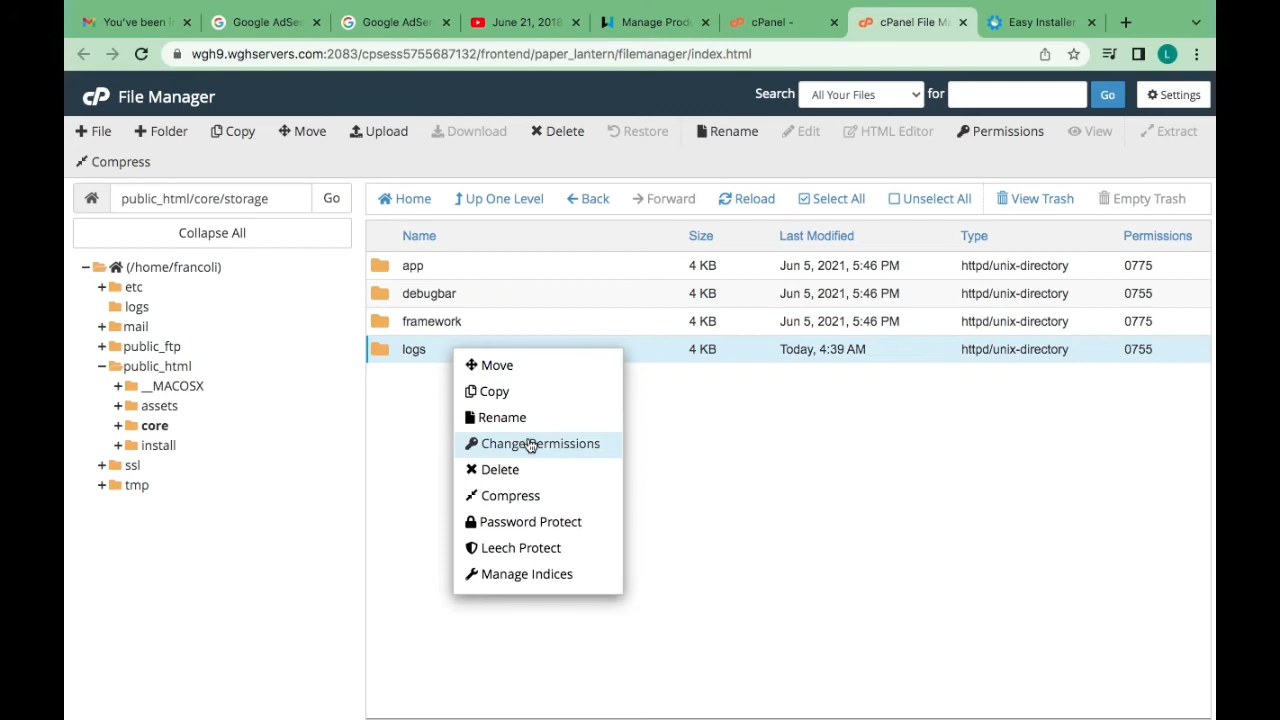 You've been i
Google AdSe
Google AdSer
June 21, 2018
Manage Prod
cPanel -
cPanel File M
Easy Installer
wgh9.wghservers.com:2083/cpsess5755687132/frontend/paper_lantern/filemanager/index.html
L
cP File Manager
Search All Your Files for Go Settings
File Folder Copy Move Upload Download Delete Restore Rename Edit HTML Editor Permissions View Extract
Compress
public_html/core/storage Go
Home Up One Level Back Forward Reload Select All Unselect All View Trash Empty Trash
Collapse All
(/home/francoli)
etc
logs
mail
public_ftp
public_html
__MACOSX
assets
core
install
ssl
tmp
Name Size Last Modified Type Permissions
app 4 KB Jun 5, 2021, 5:46 PM httpd/unix-directory 0775
debugbar 4 KB Jun 5, 2021, 5:46 PM httpd/unix-directory 0755
framework 4 KB Jun 5, 2021, 5:46 PM httpd/unix-directory 0775
logs 4 KB Today, 4:39 AM httpd/unix-directory 0755
Move
Copy
Rename
Change Permissions
Delete
Compress
Password Protect
Leech Protect
Manage Indices